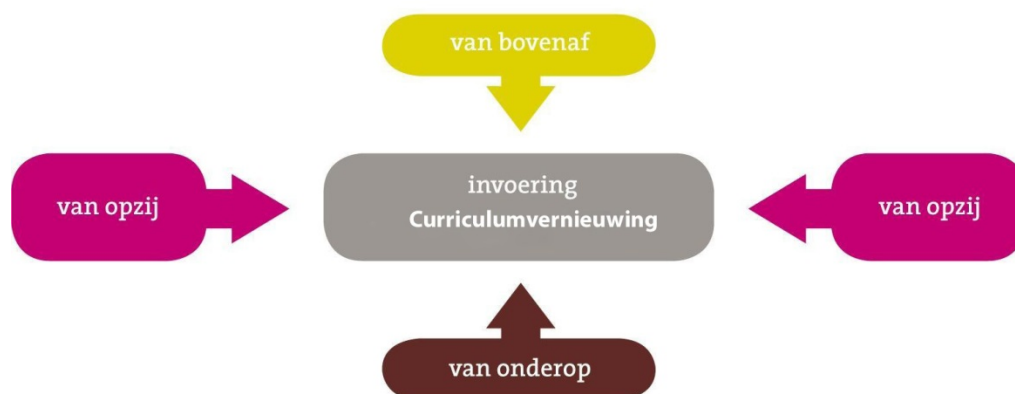 van bovenaf
van opzij
invoering
Curriculumvernieuwing
van opzij
van onderop